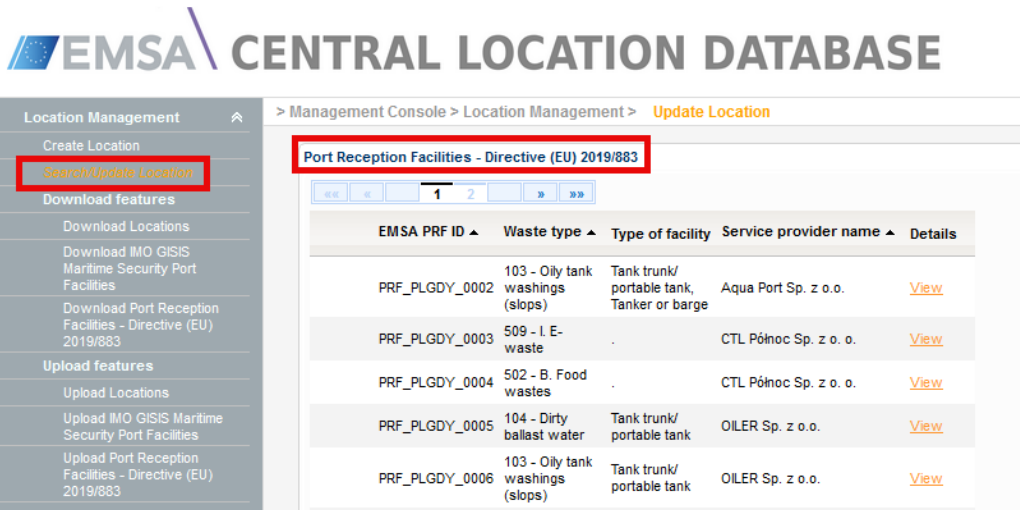 EMSA CENTRAL LOCATION DATABASE
Location Management
Create Location
Search/Update Location
Download features
Download Locations
Download IMO GISIS
Maritime Security Port
Facilities
Download Port Reception
Facilities - Directive (EU)
2019/883
Upload features
Upload Locations
Upload IMO GISIS Maritime
Security Port Facilities
Upload Port Reception
Facilities - Directive (EU)
2019/883
> Management Console > Location Management > Update Location
Port Reception Facilities - Directive (EU) 2019/883
«« « 1 2 » »»
EMSA PRF ID ▲ Waste type ▲ Type of facility Service provider name ▲ Details
PRF_PLGDY_0002 103 - Oily tank washings (slops) Tank trunk/ portable tank, Tanker or barge Aqua Port Sp. z o.o. View
PRF_PLGDY_0003 509 - I. E-waste . CTL Północ Sp. z o. o. View
PRF_PLGDY_0004 502 - B. Food wastes . CTL Północ Sp. z o. o. View
PRF_PLGDY_0005 104 - Dirty ballast water Tank trunk/ portable tank OILER Sp. z o.o. View
PRF_PLGDY_0006 103 - Oily tank washings (slops) Tank trunk/ portable tank OILER Sp. z o.o. View